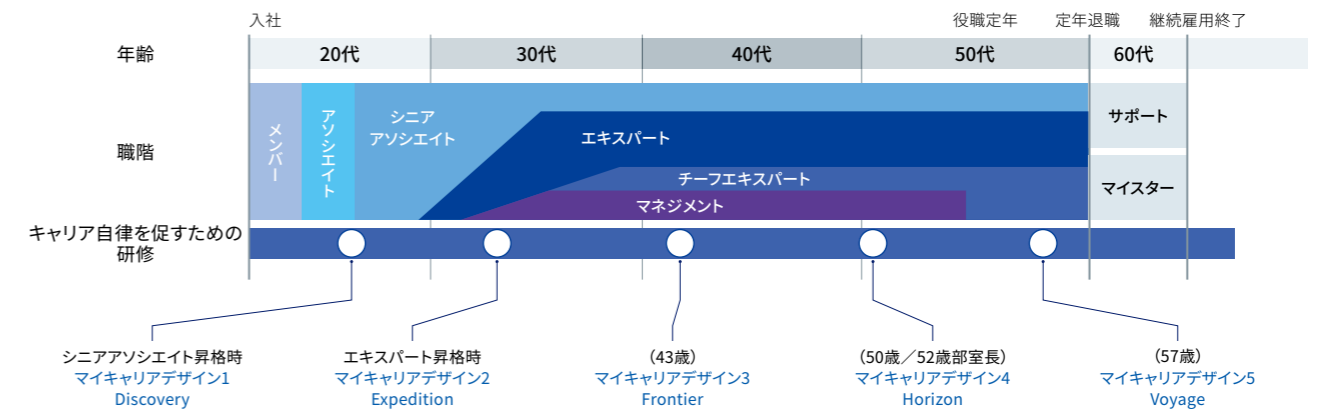 入社
役職定年
定年退職
継続雇用終了
年齢
20代
30代
40代
50代
60代
職階
メンバー
アソシエイト
シニア
アソシエイト
エキスパート
チーフエキスパート
マネジメント
サポート
マイスター
キャリア自律を促すための
研修
シニアアソシエイト昇格時
マイキャリアデザイン1
Discovery
エキスパート昇格時
マイキャリアデザイン2
Expedition
（43歳）
マイキャリアデザイン3
Frontier
（50歳／52歳部室長）
マイキャリアデザイン4
Horizon
（57歳）
マイキャリアデザイン5
Voyage